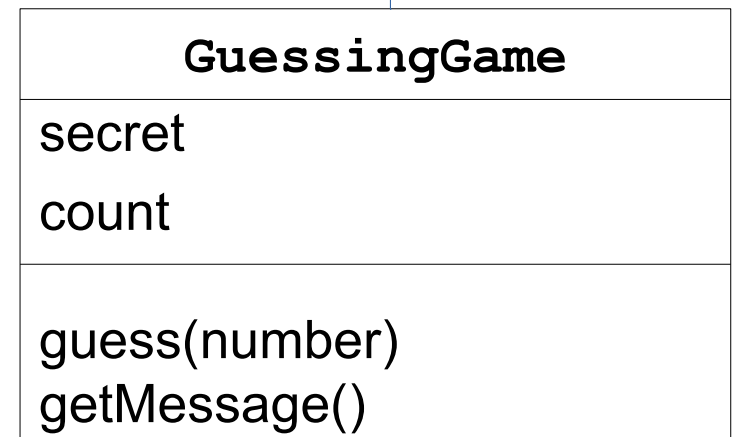 GuessingGame
secret
count
guess(number)
getMessage()